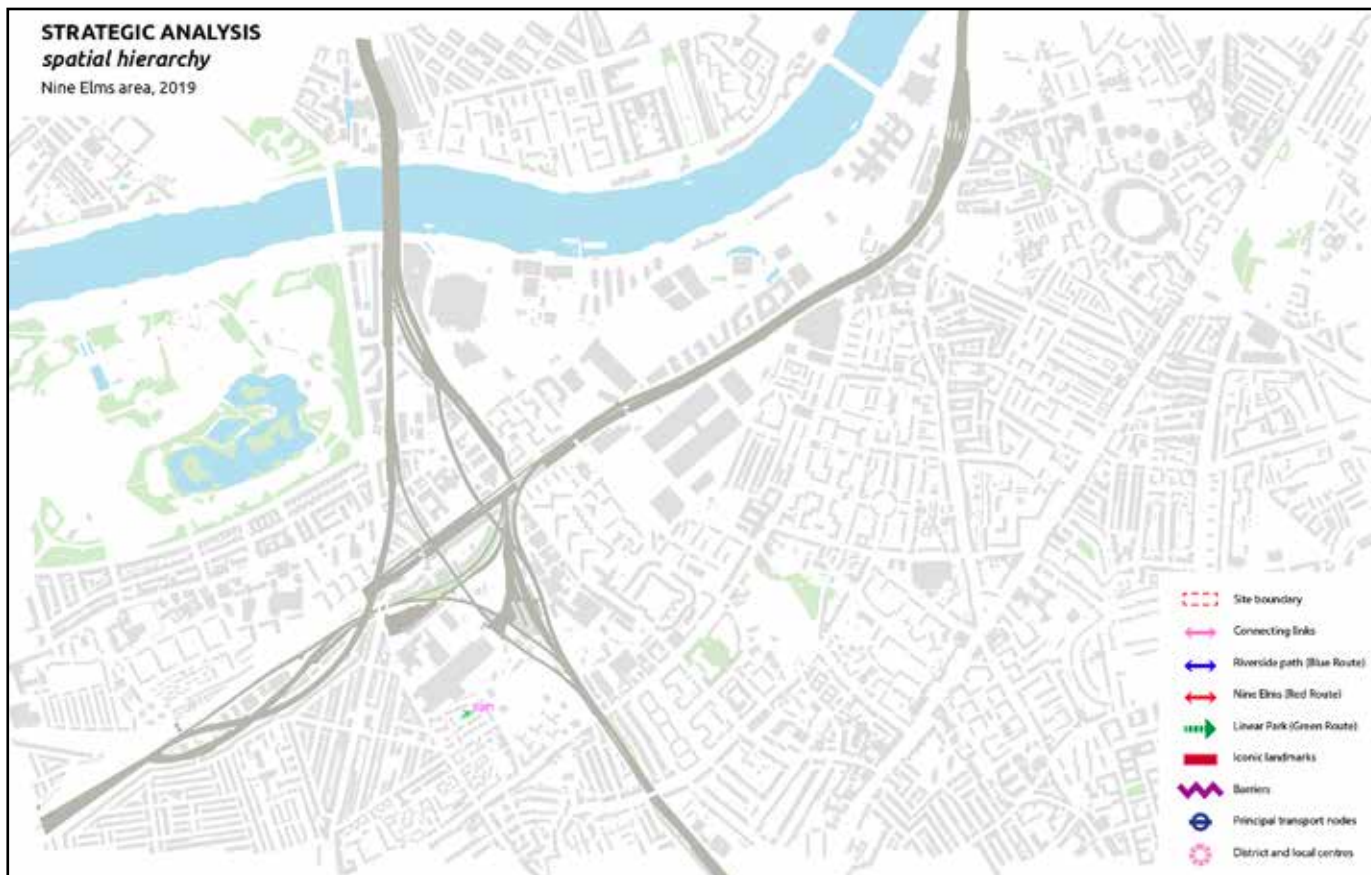 STRATEGIC ANALYSIS
spatial hierarchy
Nine Elms area, 2019
Site boundary
Connecting links
Riverside path (Blue Route)
Nine Elms (Red Route)
Linear Park (Green Route)
Iconic landmarks
Barriers
Principal transport nodes
District and local centres